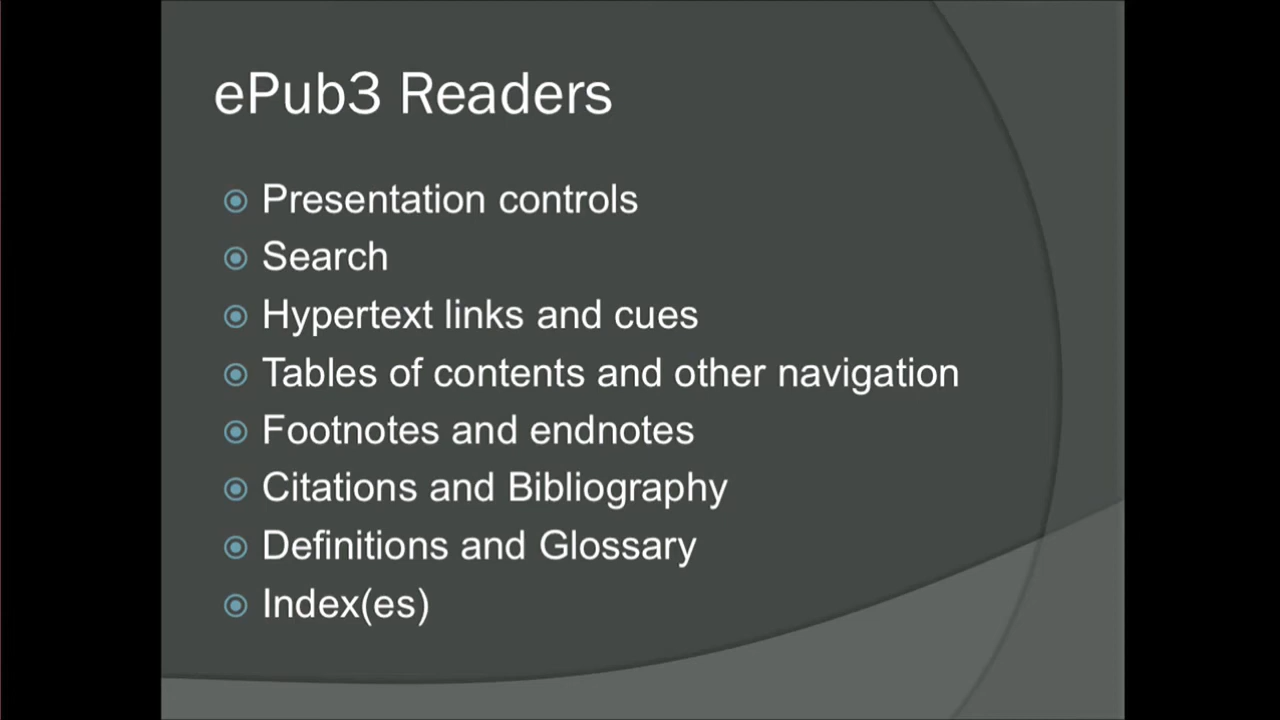 ePub3 Readers
Presentation controls
Search
Hypertext links and cues
Tables of contents and other navigation
Footnotes and endnotes
Citations and Bibliography
Definitions and Glossary
Index(es)